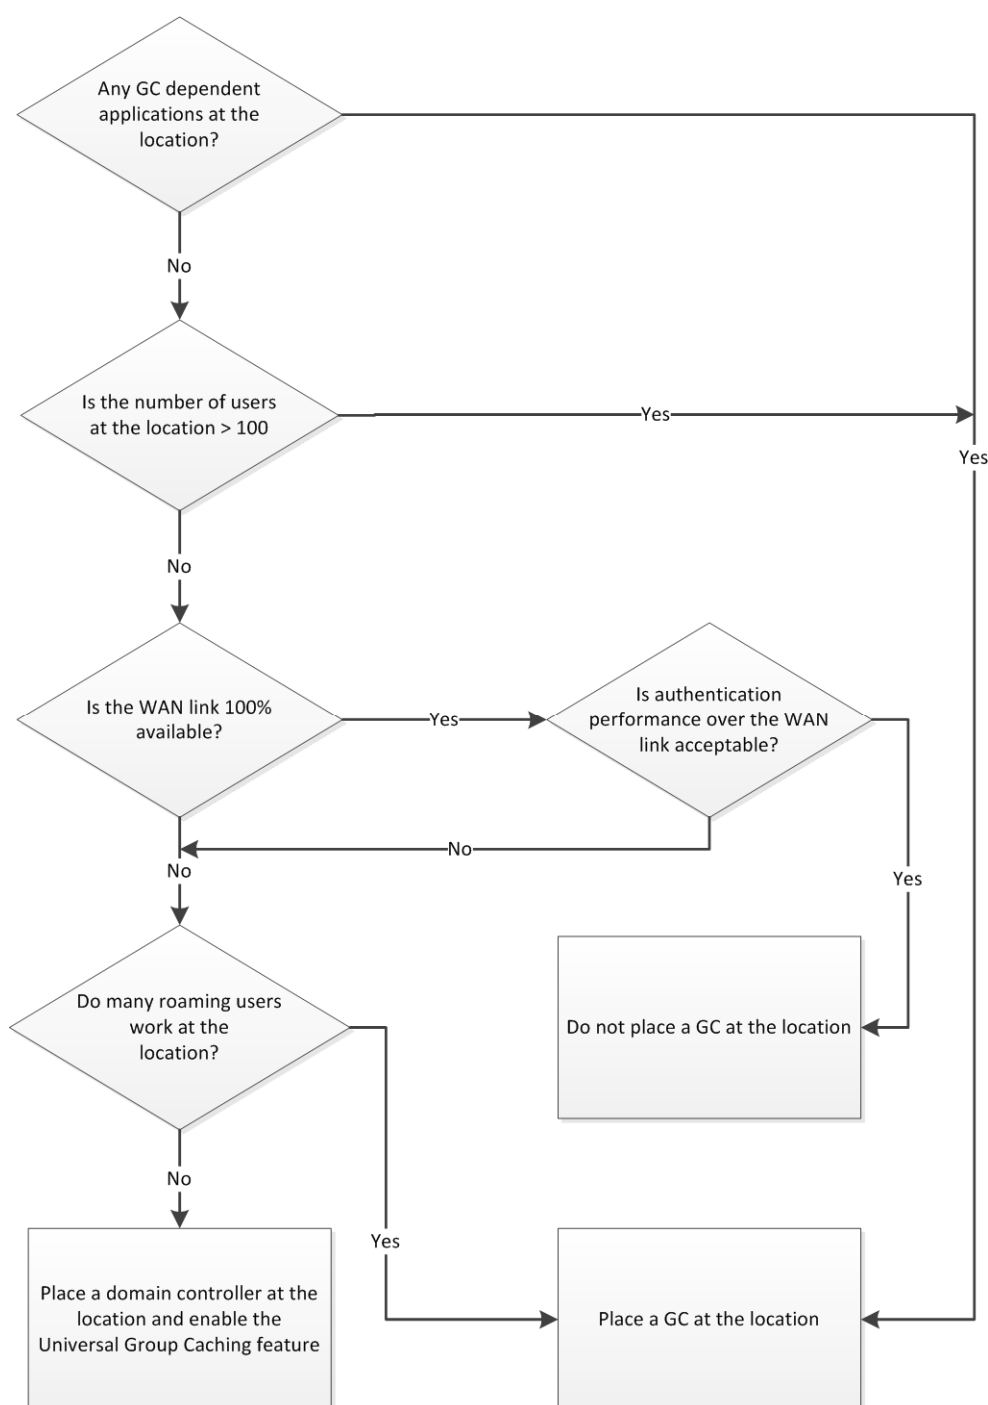 Any GC dependent
applications at the
location?
No
Is the number of users
at the location > 100
Yes
Yes
No
Is the WAN link 100%
available?
Yes
Is authentication
performance over the WAN
link acceptable?
No
No
Yes
Do many roaming users
work at the
location?
Do not place a GC at the location
No
Yes
Place a domain controller at the
location and enable the
Universal Group Caching feature
Place a GC at the location